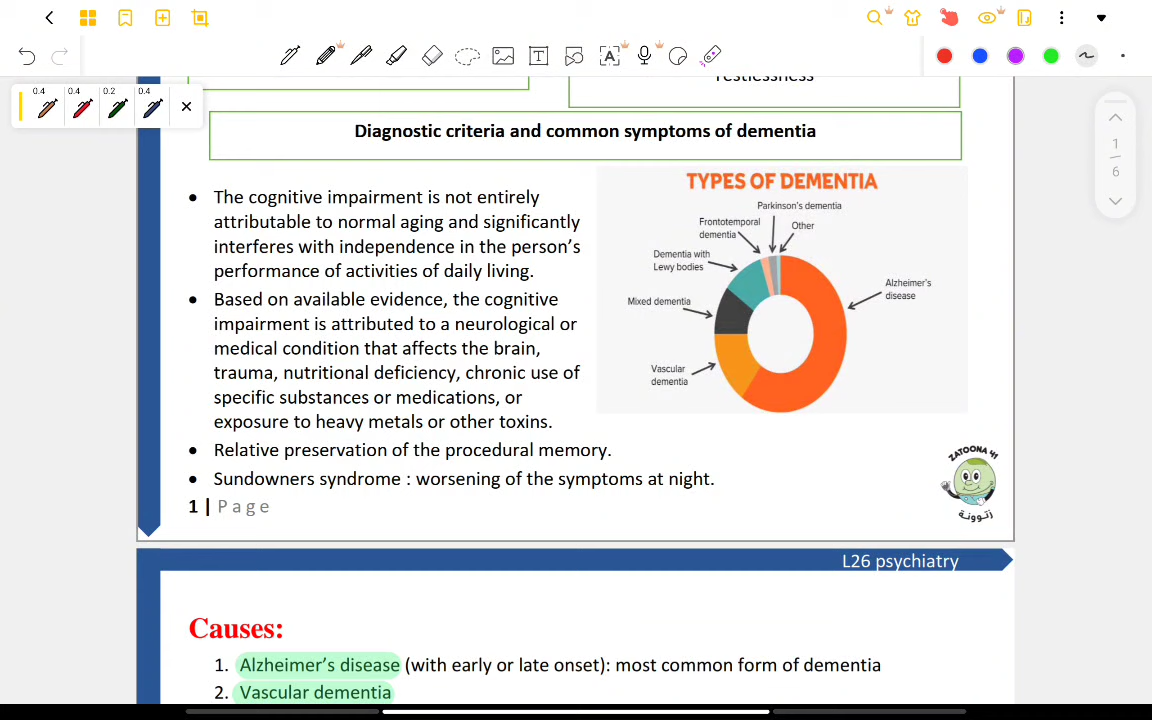 0.4 0.4 0.2 0.4
restlessness
Diagnostic criteria and common symptoms of dementia
1
6
• The cognitive impairment is not entirely
attributable to normal aging and significantly
interferes with independence in the person's
performance of activities of daily living.
• Based on available evidence, the cognitive
impairment is attributed to a neurological or
medical condition that affects the brain,
trauma, nutritional deficiency, chronic use of
specific substances or medications, or
exposure to heavy metals or other toxins.
TYPES OF DEMENTIA
Parkinson's dementia
Frontotemporal
dementia
Other
Dementia with
Lewy bodies
Alzheimer's
disease
Mixed dementia
Vascular
dementia
• Relative preservation of the procedural memory.
• Sundowners syndrome : worsening of the symptoms at night.
ZATOONA 41
زتوونة
1 | Page
L26 psychiatry
Causes:
1. Alzheimer's disease (with early or late onset): most common form of dementia
2. Vascular dementia